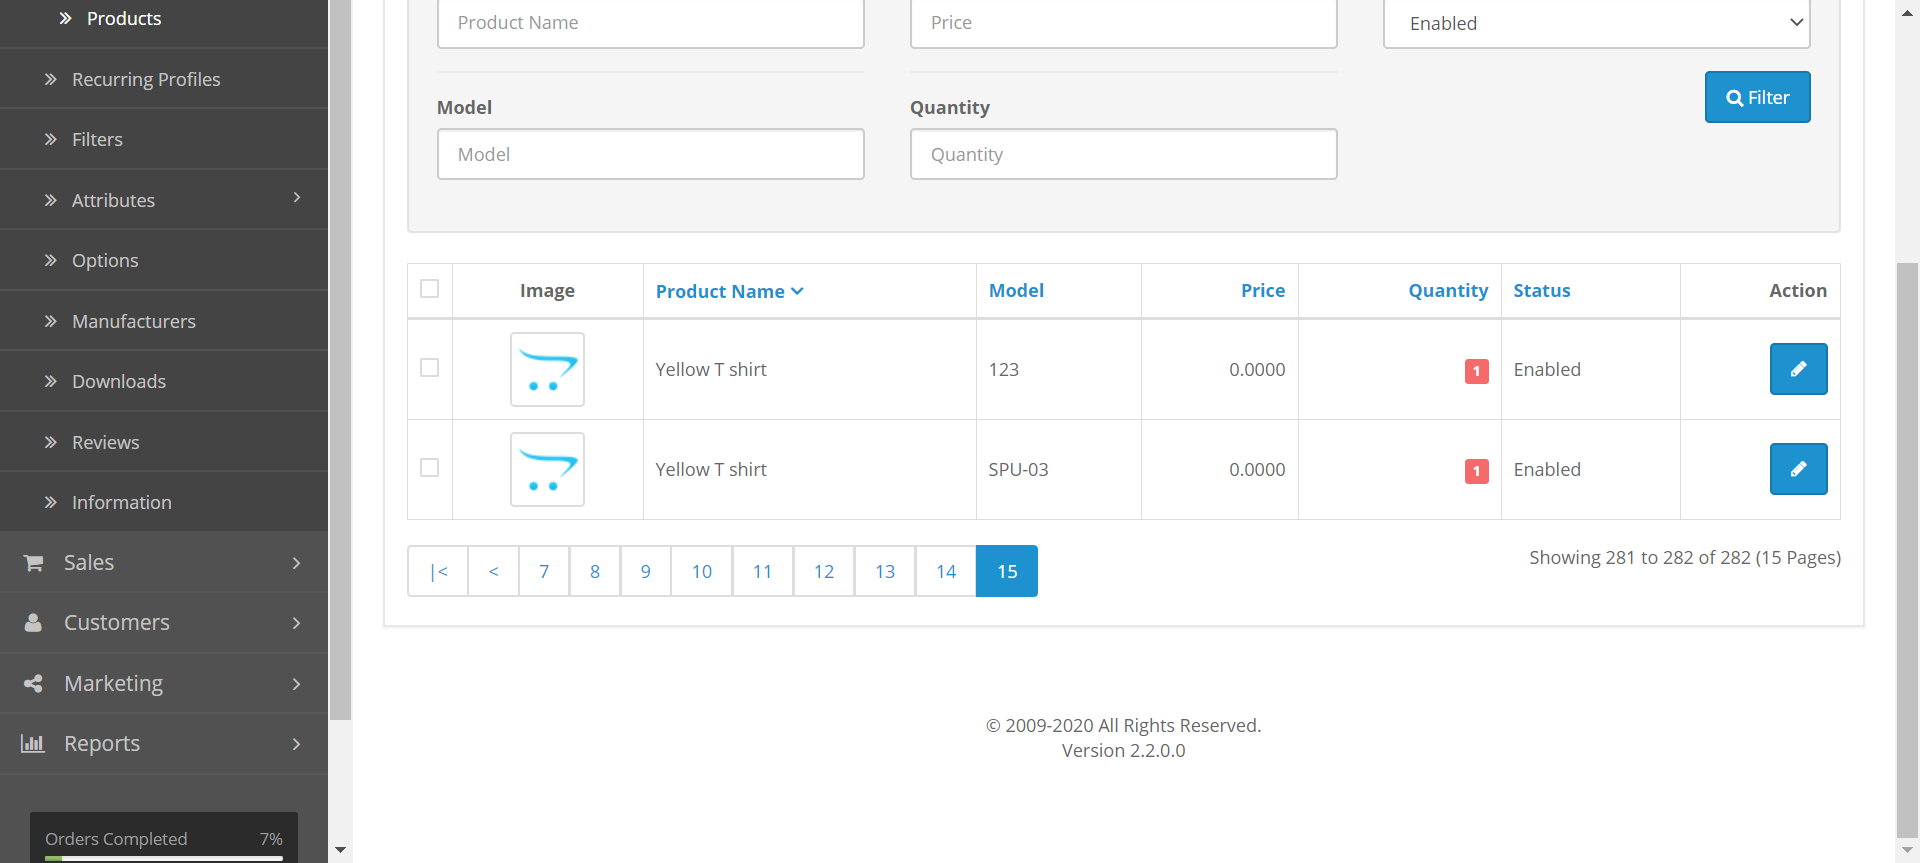 Products
Recurring Profiles
Filters
Attributes
Options
Manufacturers
Downloads
Reviews
Information
Sales
Customers
Marketing
Reports
Orders Completed 7%
Product Name Price Enabled
Model Quantity Filter
Model Quantity
Image Product Name Model Price Quantity Status Action
Yellow T shirt 123 0.0000 1 Enabled
Yellow T shirt SPU-03 0.0000 1 Enabled
|< < 7 8 9 10 11 12 13 14 15
Showing 281 to 282 of 282 (15 Pages)
© 2009-2020 All Rights Reserved.
Version 2.2.0.0